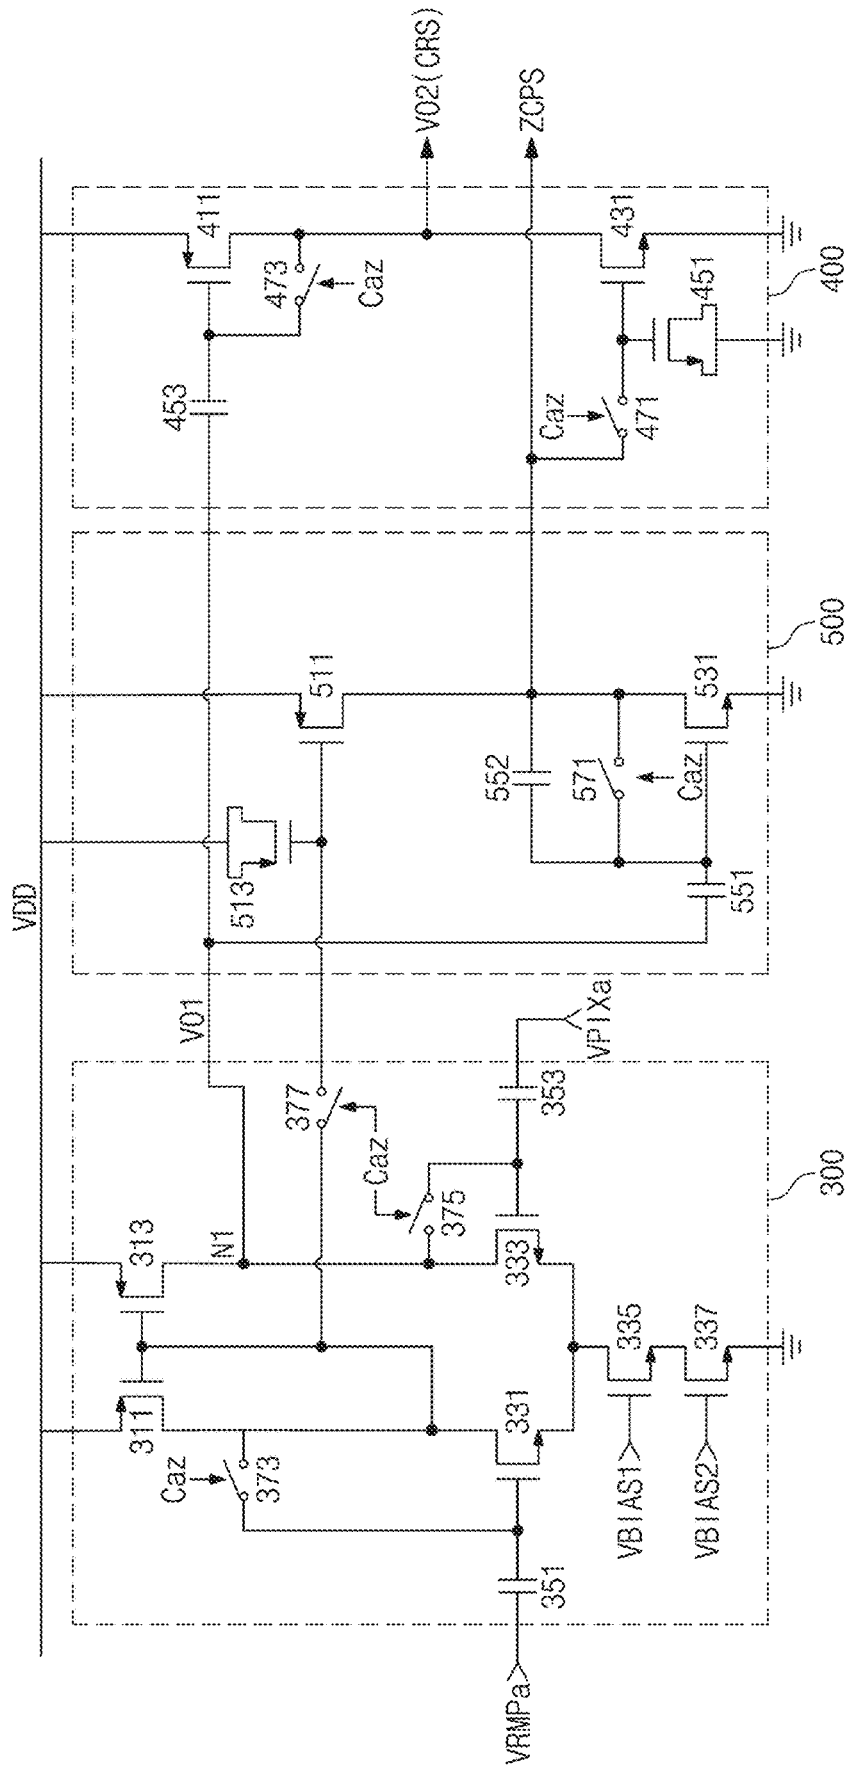 VDD
VO1
N1
311
313
331
333
335
337
351
353
373
375
377
Caz
Caz
VRMPa
VPIXa
VBIAS1
VBIAS2
300
511
513
531
551
552
571
Caz
500
411
431
451
453
471
473
Caz
Caz
400
VO2(CRS)
ZCPS